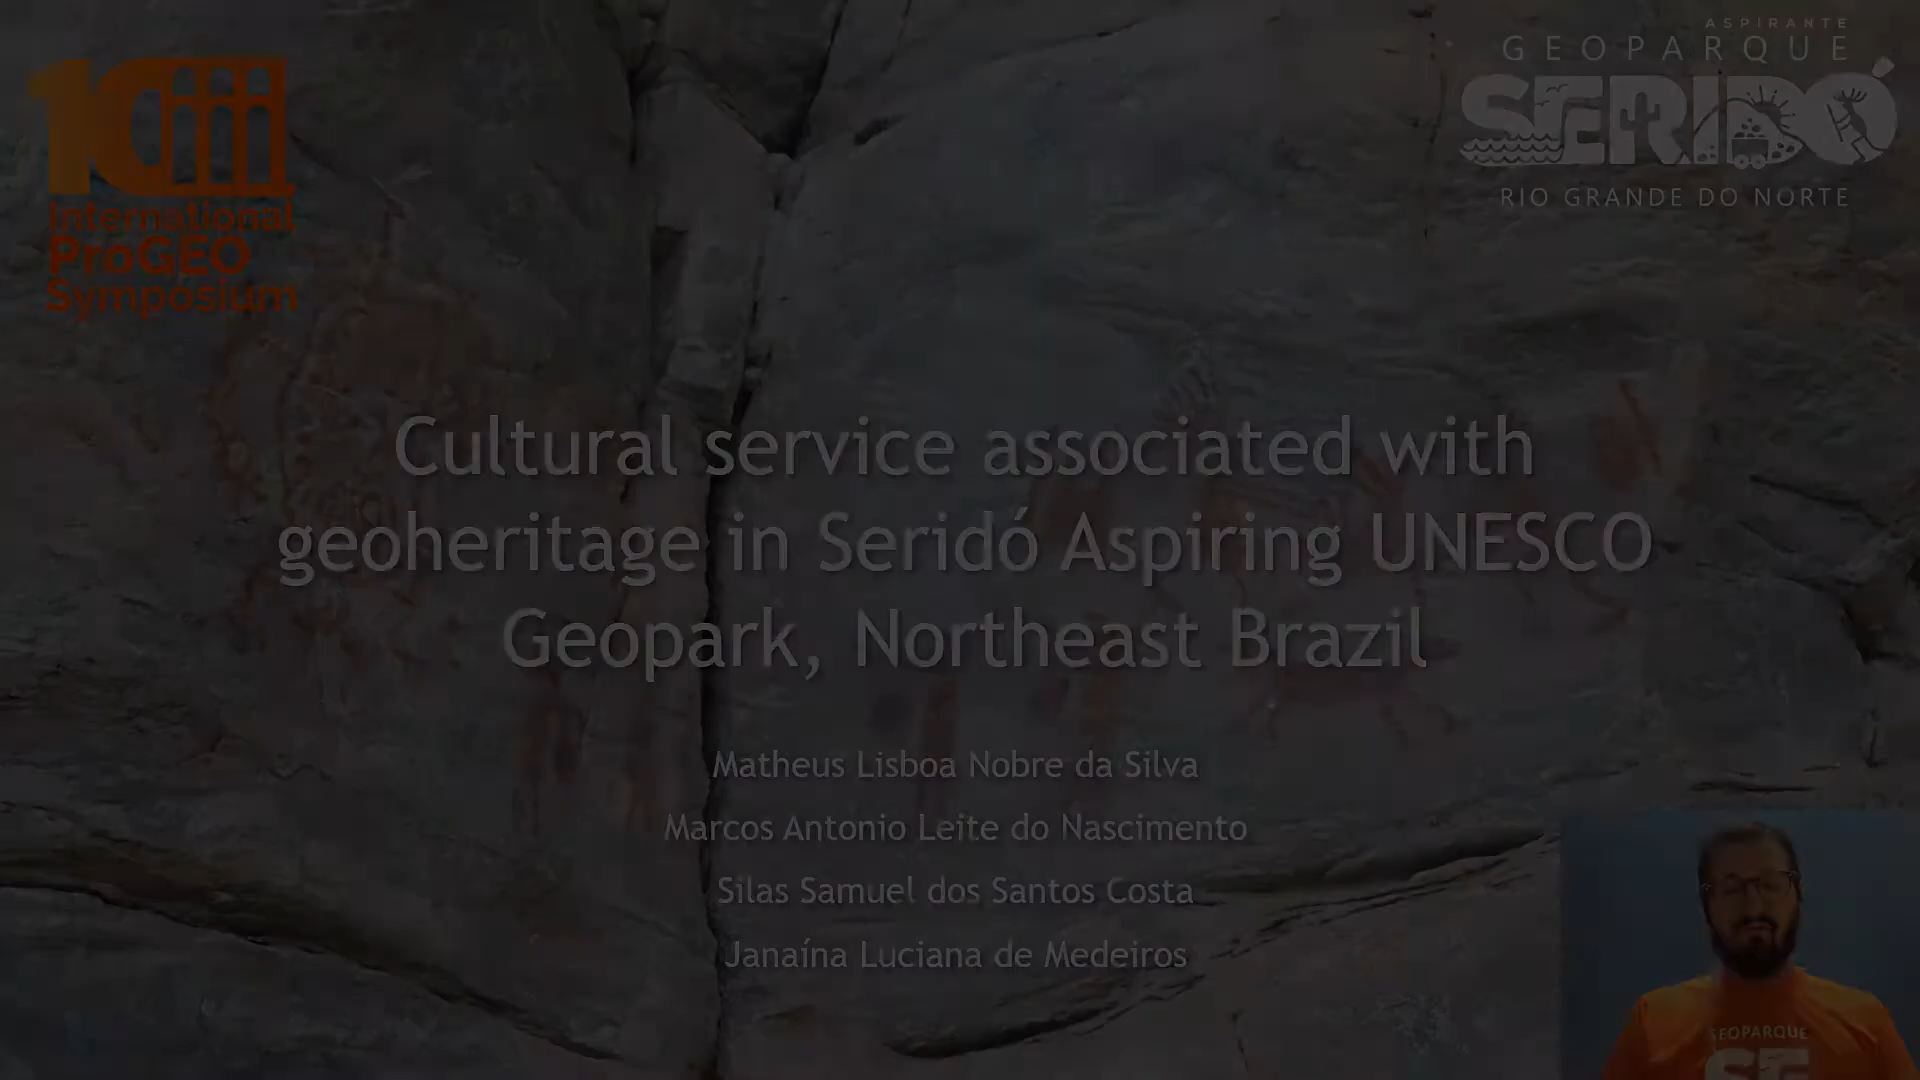 10
International
ProGEO
Symposium
ASPIRANTE
GEOPARQUE
SERIDÓ
RIO GRANDE DO NORTE
Cultural service associated with
geoheritage in Seridó Aspiring UNESCO
Geopark, Northeast Brazil
Matheus Lisboa Nobre da Silva
Marcos Antonio Leite do Nascimento
Silas Samuel dos Santos Costa
Janaína Luciana de Medeiros
GEOPARQUE
SE